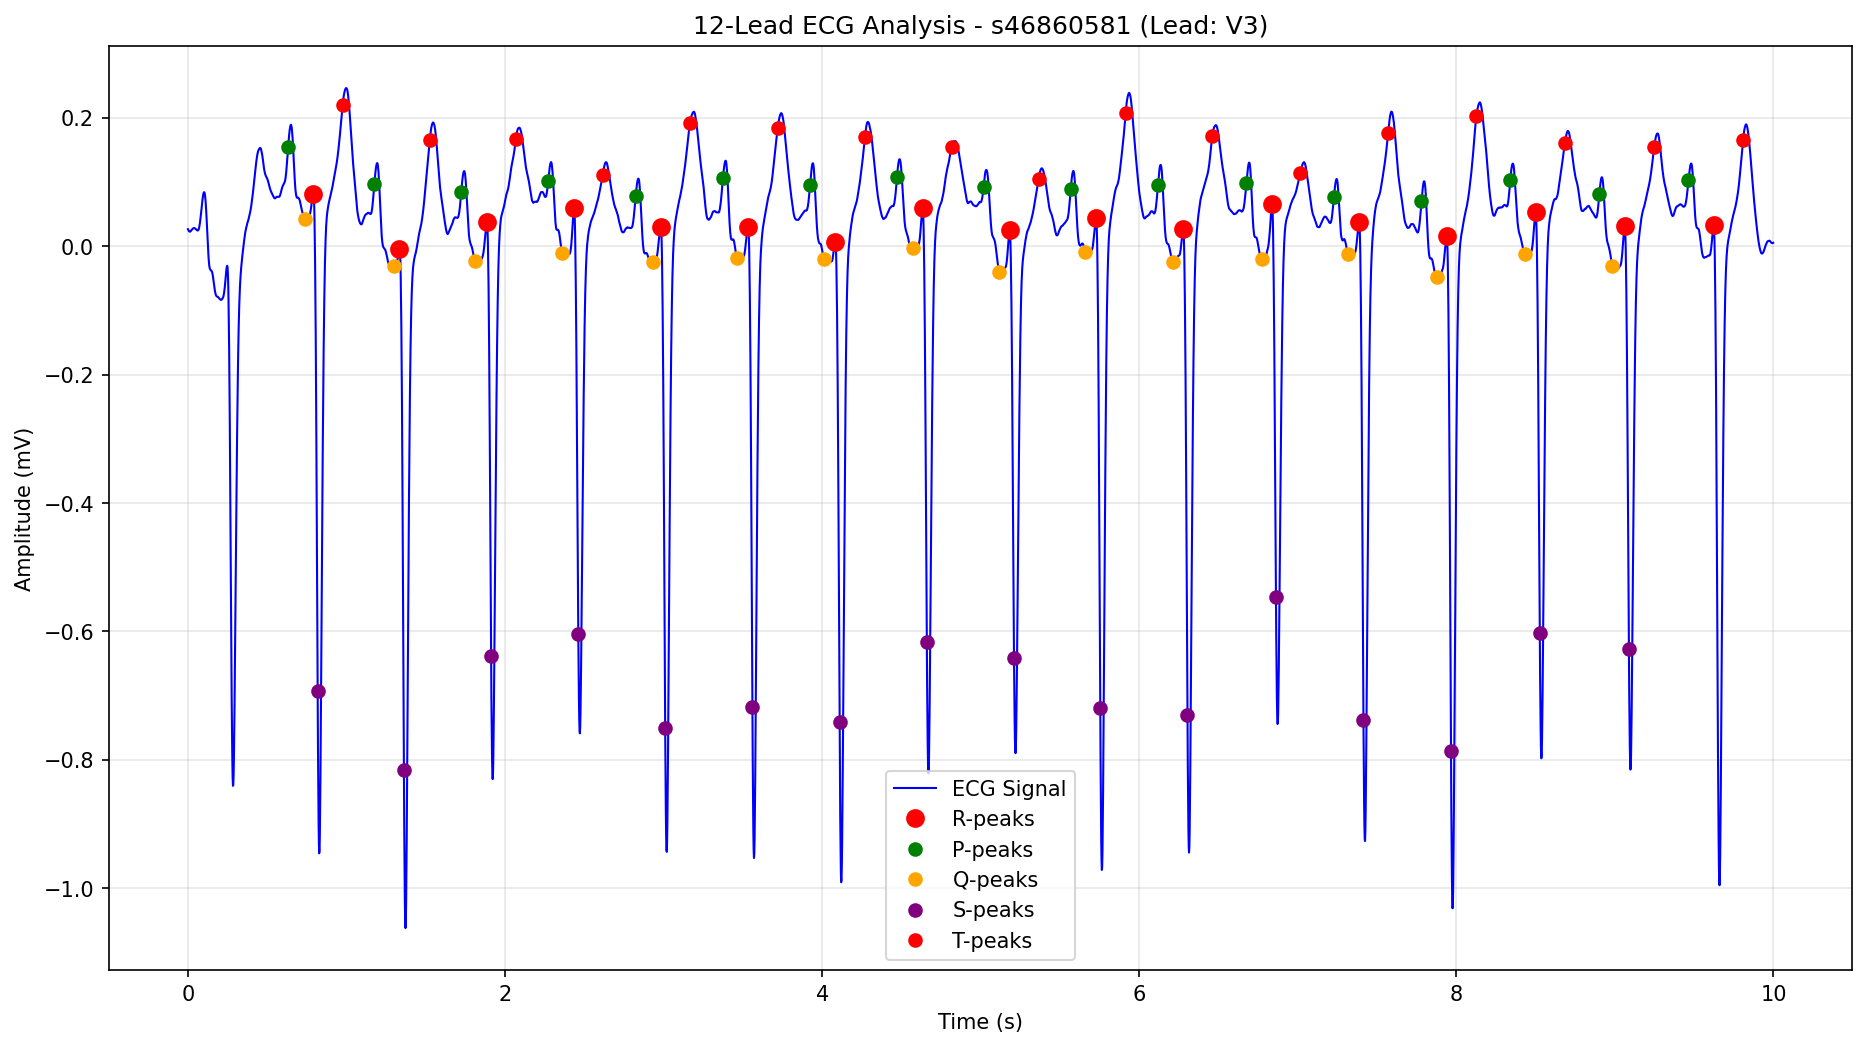 12-Lead ECG Analysis - s46860581 (Lead: V3)
Amplitude (mV)
0.2
0.0
−0.2
−0.4
−0.6
−0.8
−1.0
ECG Signal
R-peaks
P-peaks
Q-peaks
S-peaks
T-peaks
0 2 4 6 8 10
Time (s)